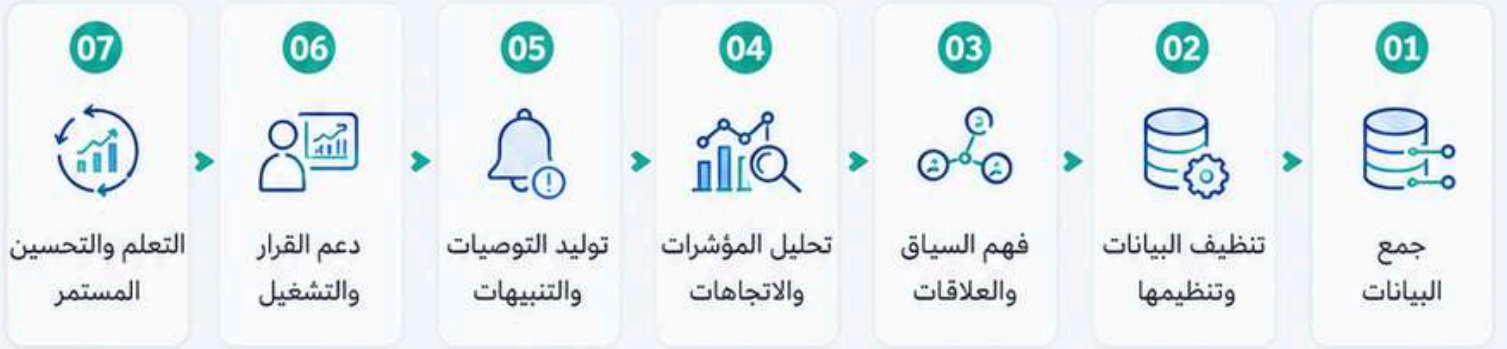 01
جمع
البيانات
02
تنظيف البيانات
وتنظيمها
03
فهم السياق
والعلاقات
04
تحليل المؤشرات
والاتجاهات
05
توليد التوصيات
والتنبيهات
06
دعم القرار
والتشغيل
07
التعلم والتحسين
المستمر